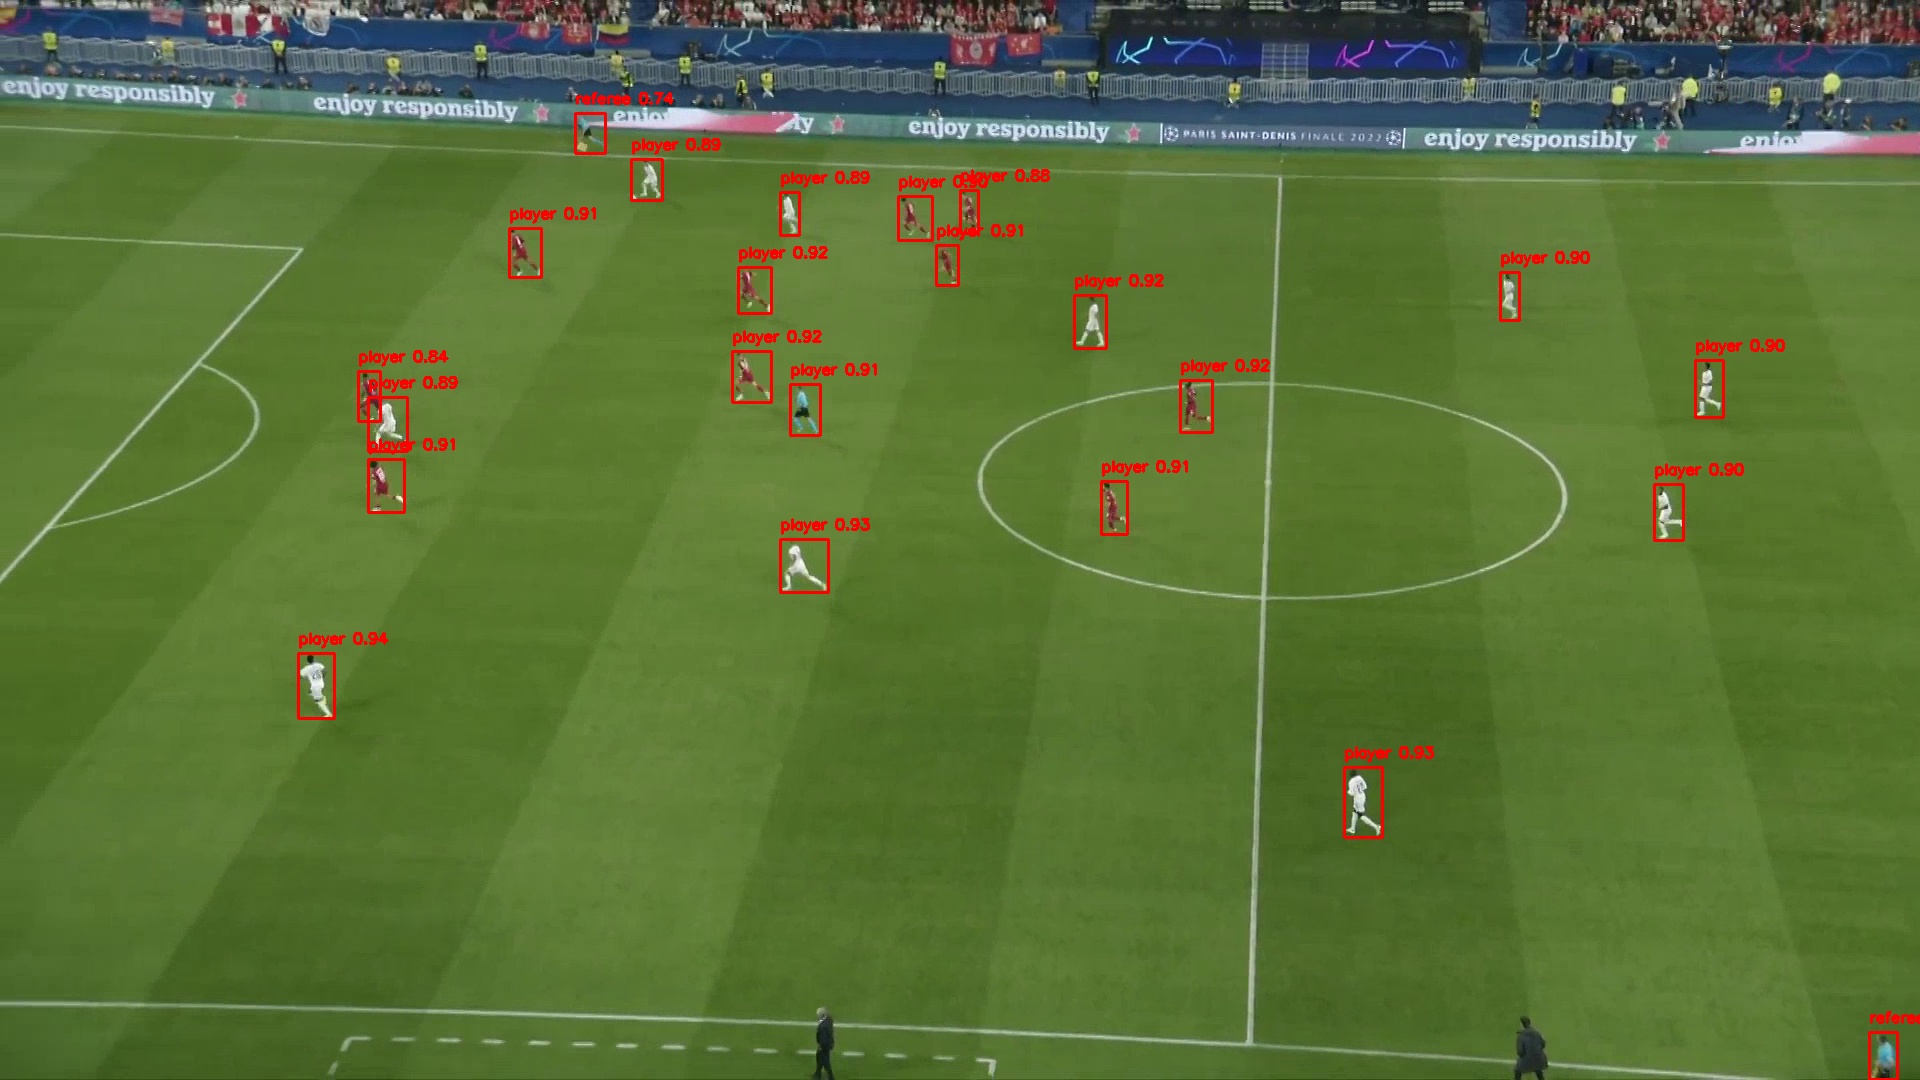 enjoy responsibly
enjoy responsibly
enjoy
ly
enjoy responsibly
PARIS SAINT-DENIS FINALE 2022
enjoy responsibly
enjoy
referee 0.74
player 0.89
player 0.89
player 0.90
player 0.88
player 0.91
player 0.91
player 0.92
player 0.90
player 0.92
player 0.92
player 0.90
player 0.84
player 0.92
player 0.91
player 0.89
player 0.91
player 0.91
player 0.90
player 0.93
player 0.94
player 0.93
referee